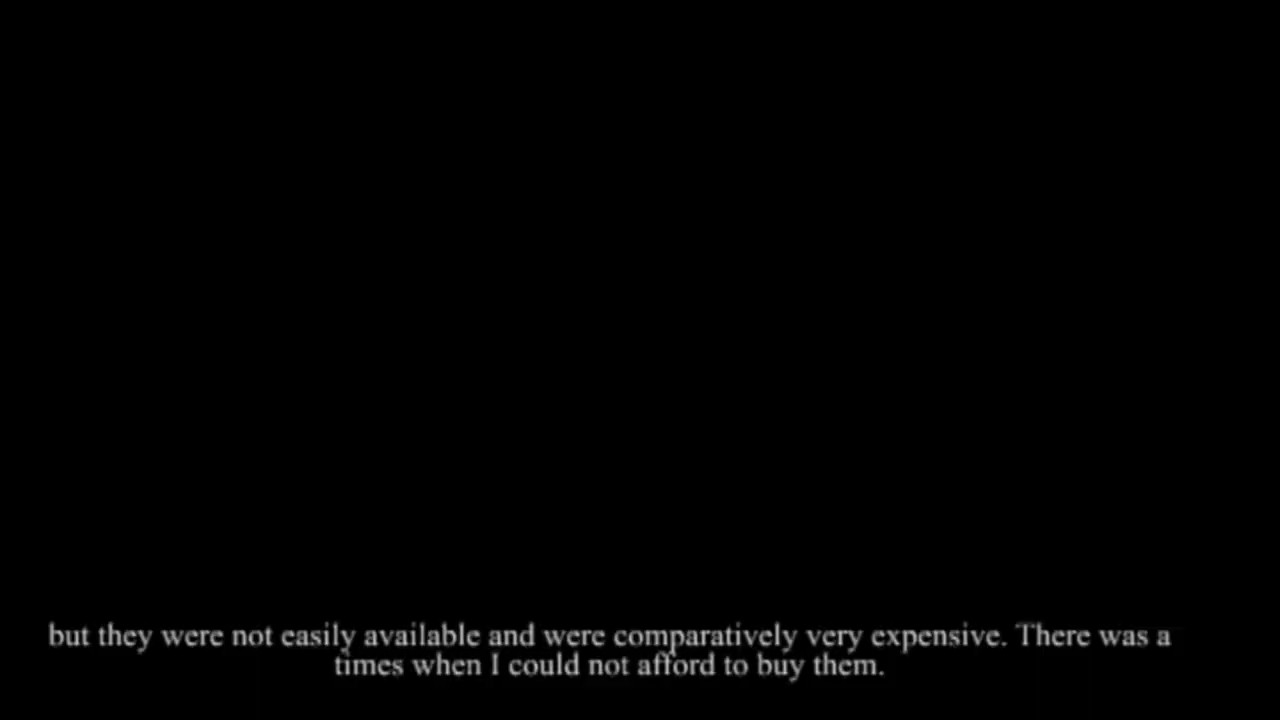 but they were not easily available and were comparatively very expensive. There was a
times when I could not afford to buy them.